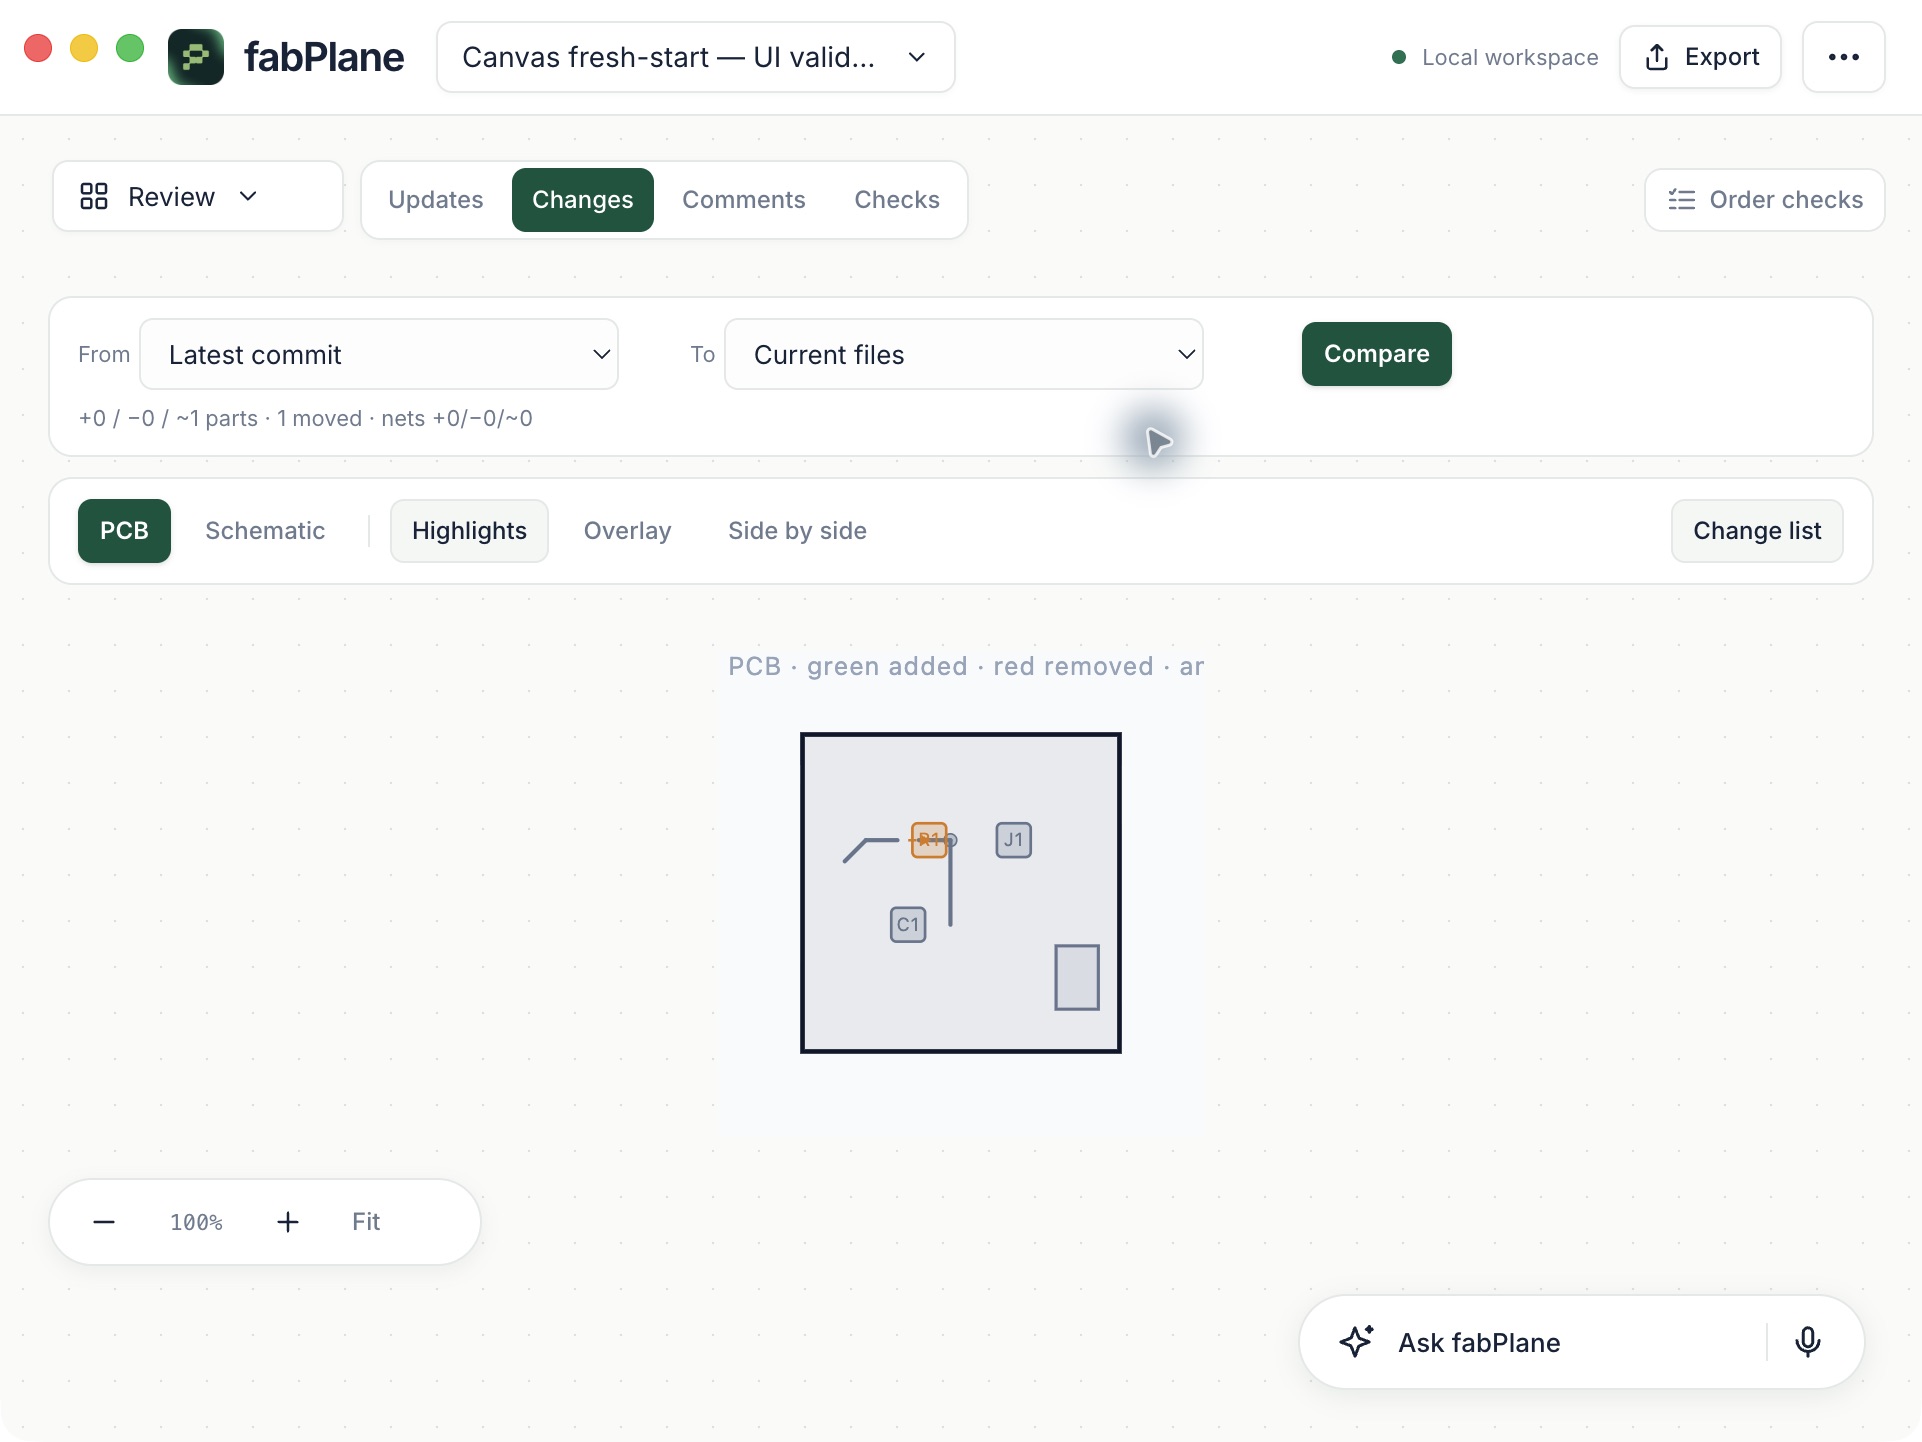 fabPlane
Canvas fresh-start — UI valid...
Local workspace
Export
Review
Updates
Changes
Comments
Checks
Order checks
From
Latest commit
To
Current files
Compare
+0 / −0 / ~1 parts · 1 moved · nets +0/−0/~0
PCB
Schematic
Highlights
Overlay
Side by side
Change list
PCB · green added · red removed · ar
R1
J1
C1
100%
Fit
Ask fabPlane